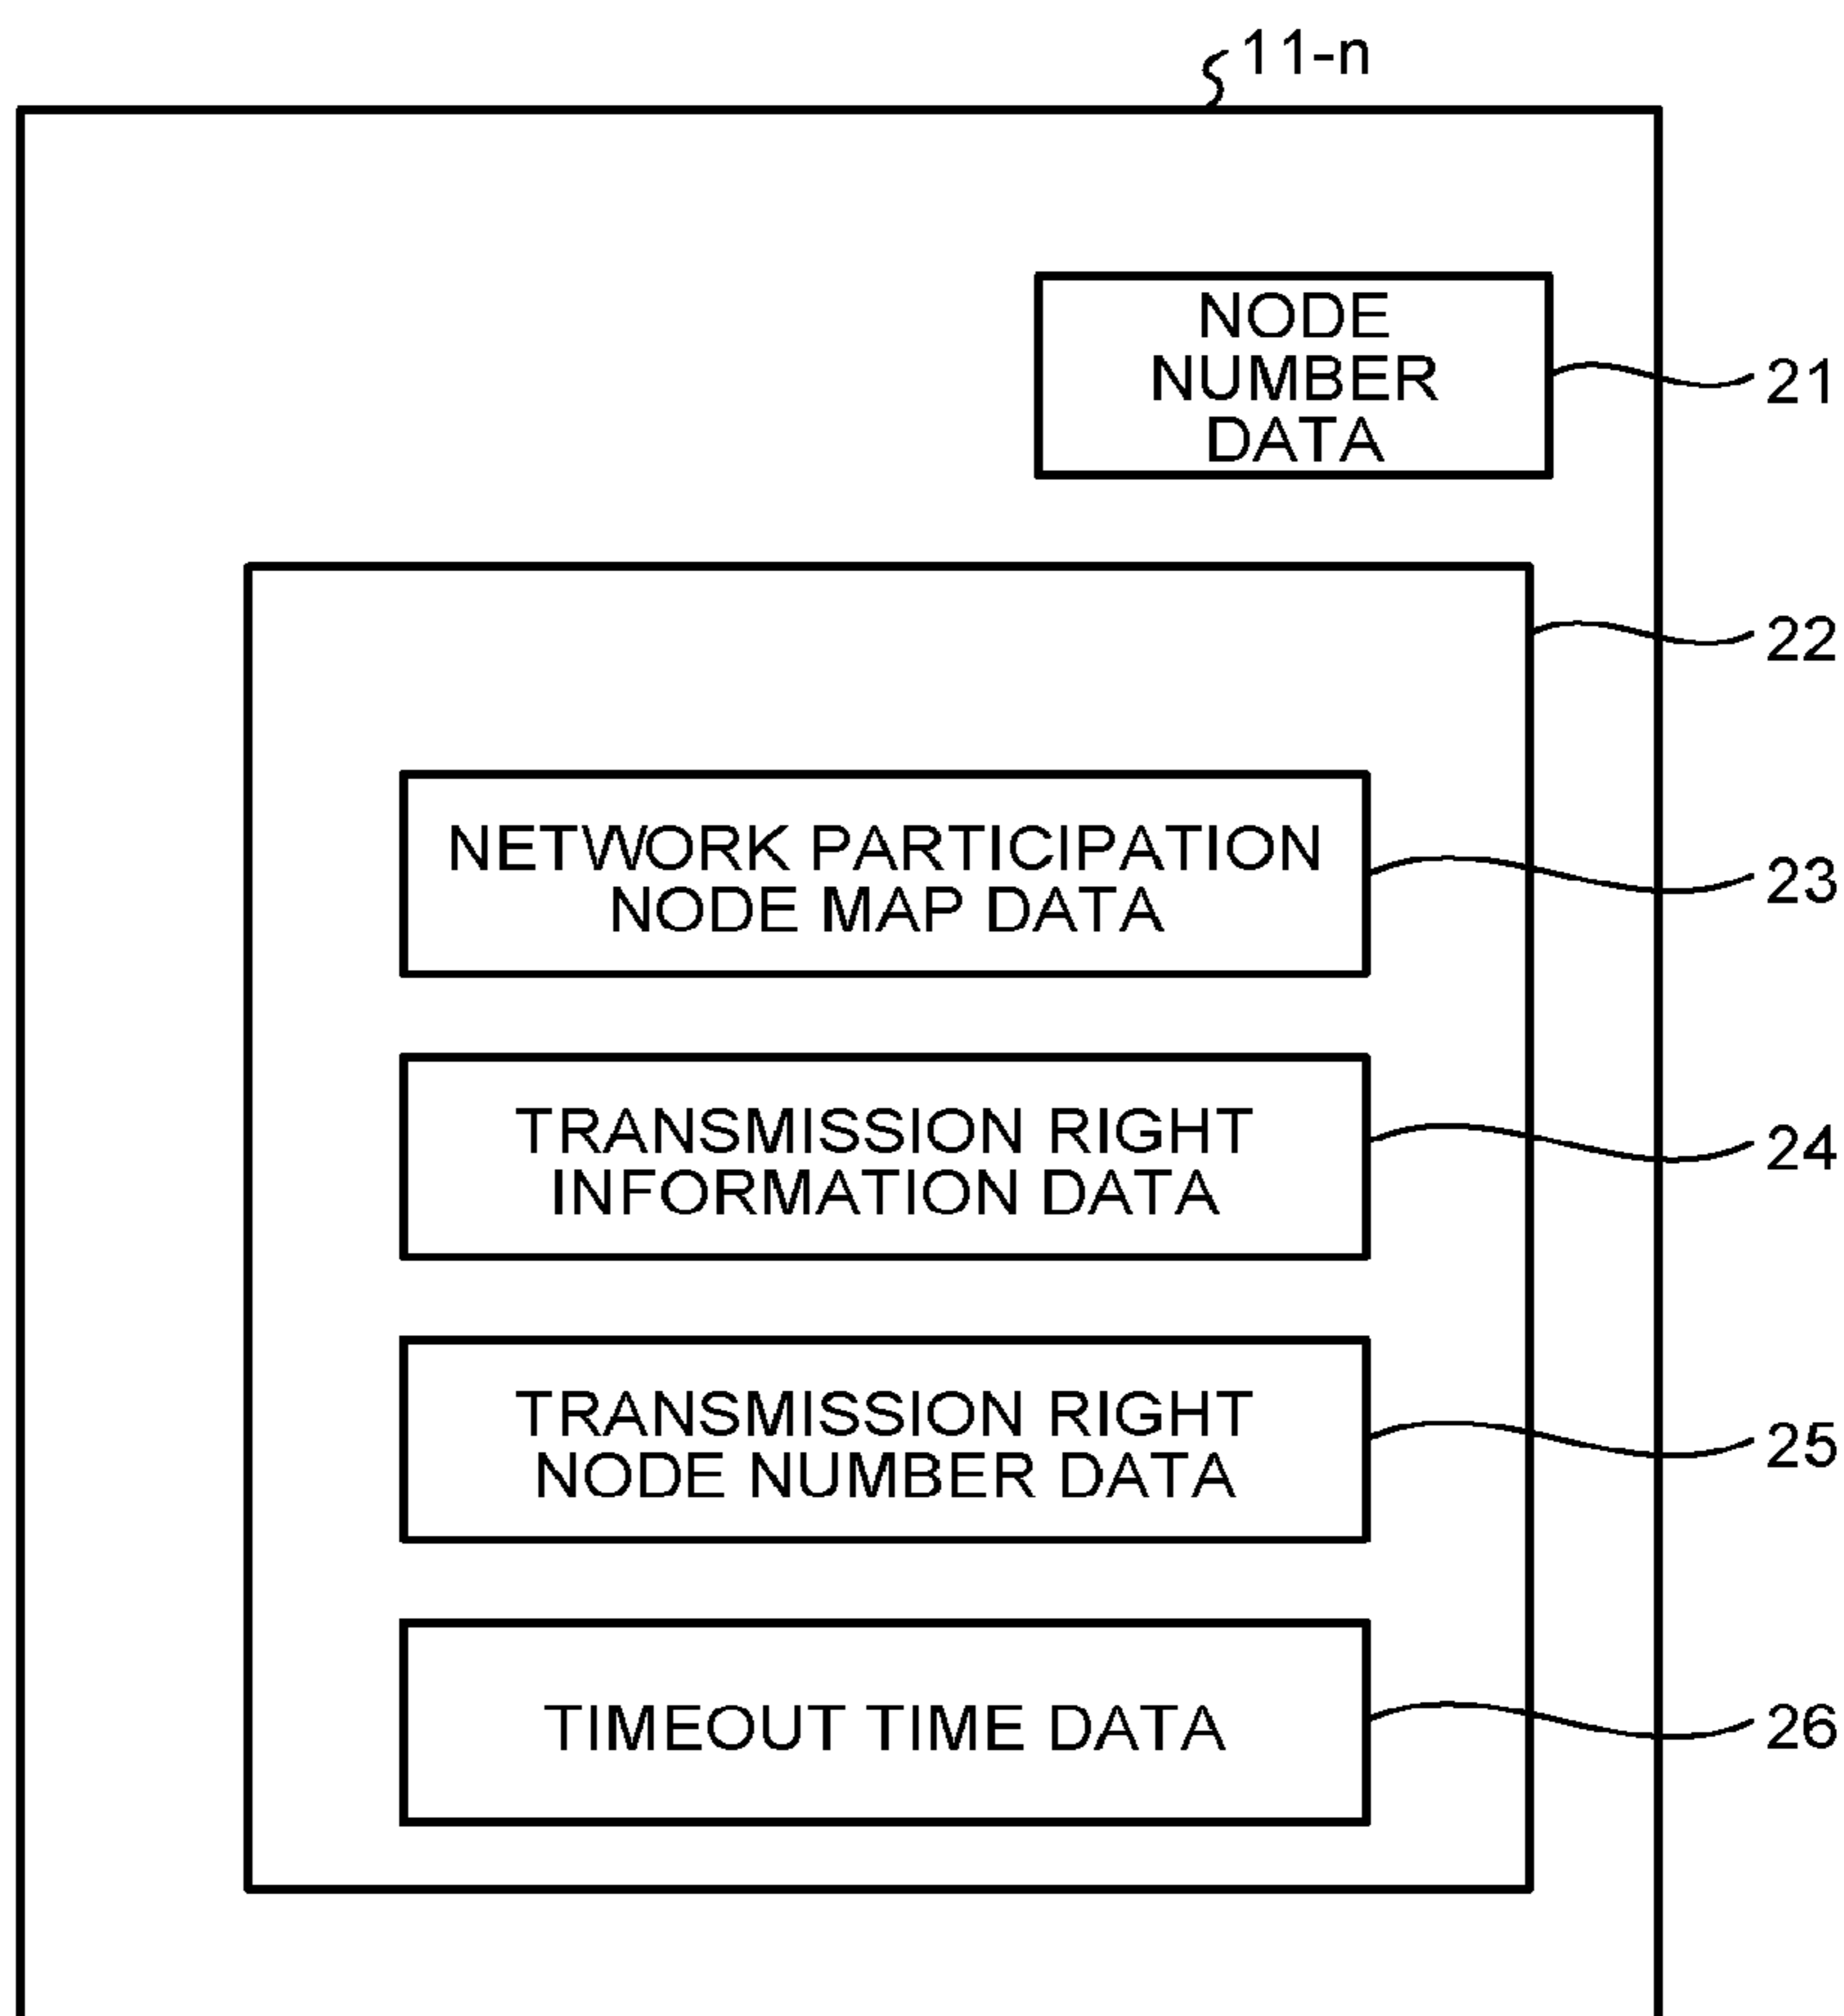 11-n
NODE
NUMBER
DATA
21
22
NETWORK PARTICIPATION
NODE MAP DATA
23
TRANSMISSION RIGHT
INFORMATION DATA
24
TRANSMISSION RIGHT
NODE NUMBER DATA
25
TIMEOUT TIME DATA
26